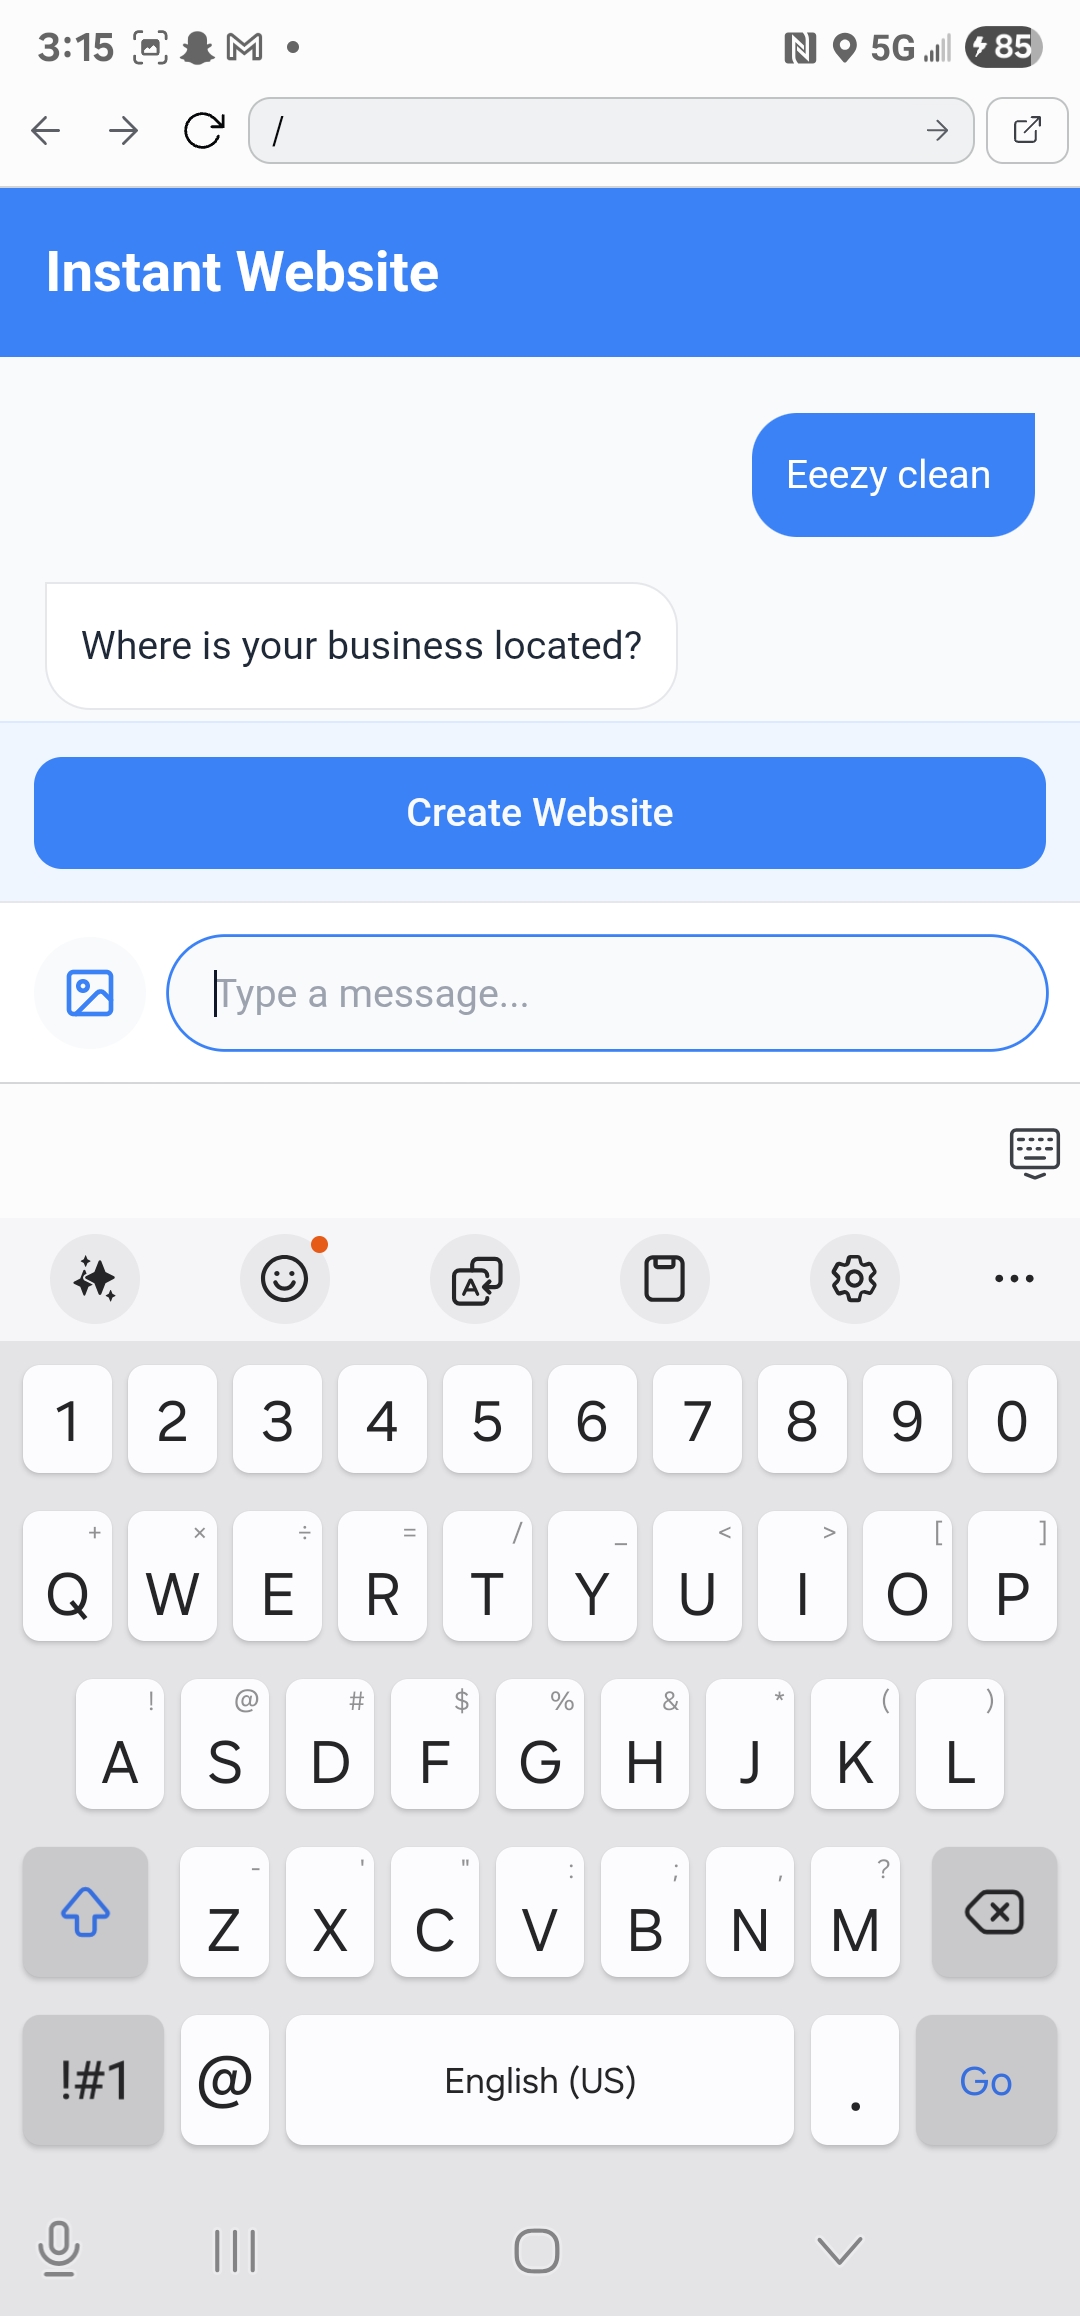 3:15 5G 85
/
Instant Website
Eeezy clean
Where is your business located?
Create Website
Type a message...
1 2 3 4 5 6 7 8 9 0
+ × ÷ = / _ < > [ ]
Q W E R T Y U I O P
! @ # $ % & * ( )
A S D F G H J K L
- ' " : ; , ?
Z X C V B N M
!#1 @ English (US) . Go